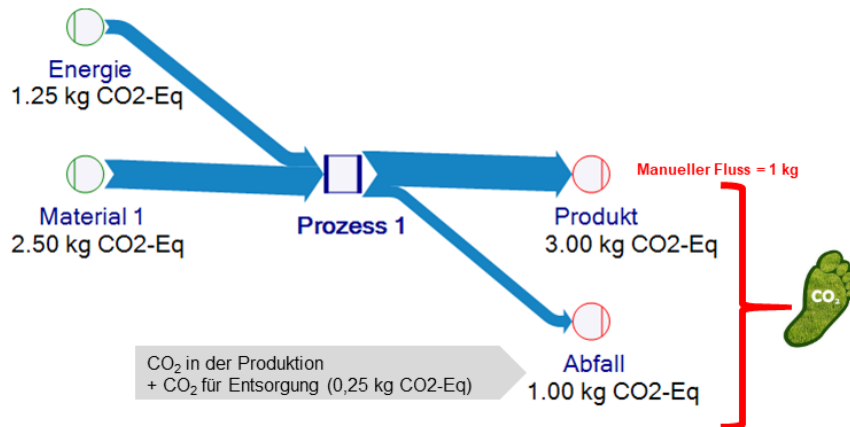 Energie
1.25 kg CO2-Eq
Manueller Fluss = 1 kg
Material 1
2.50 kg CO2-Eq
Prozess 1
Produkt
3.00 kg CO2-Eq
CO₂
CO₂ in der Produktion
+ CO₂ für Entsorgung (0,25 kg CO2-Eq)
Abfall
1.00 kg CO2-Eq